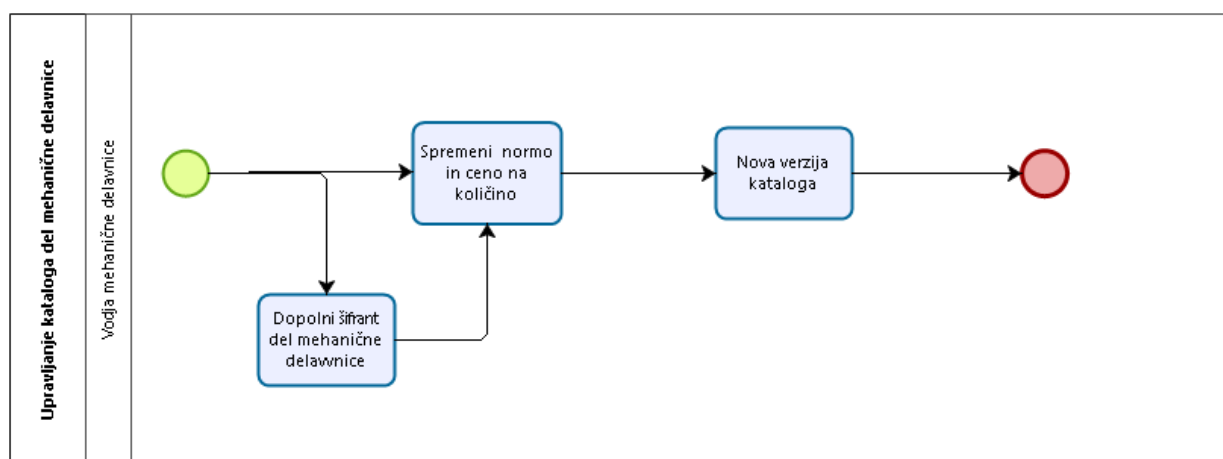 Upravljanje kataloga del mehanične delavnice
Vodja mehanične delavnice
Spremeni normo
in ceno na
količino
Nova verzija
kataloga
Dopolni šifrant
del mehanične
delavvnice